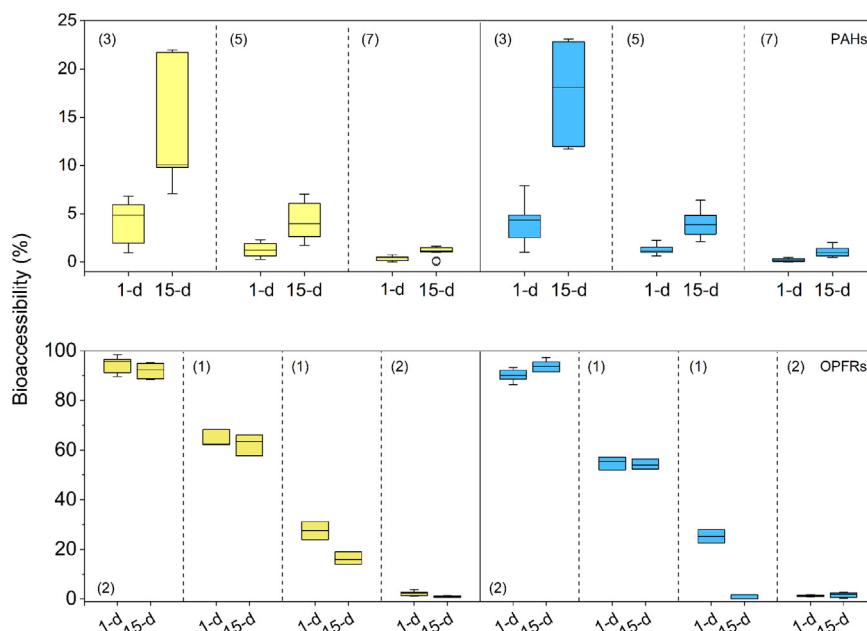 25
(3) (5) (7) (3) (5) (7) PAHs
20
15
10
5
0
1-d 15-d 1-d 15-d 1-d 15-d 1-d 15-d 1-d 15-d 1-d 15-d
Bioaccessibility (%)
100
(1) (1) (2) (1) (1) (2) OPFRs
80
60
40
20
(2) (2)
0
1-d 15-d 1-d 15-d 1-d 15-d 1-d 15-d 1-d 15-d 1-d 15-d 1-d 15-d 1-d 15-d